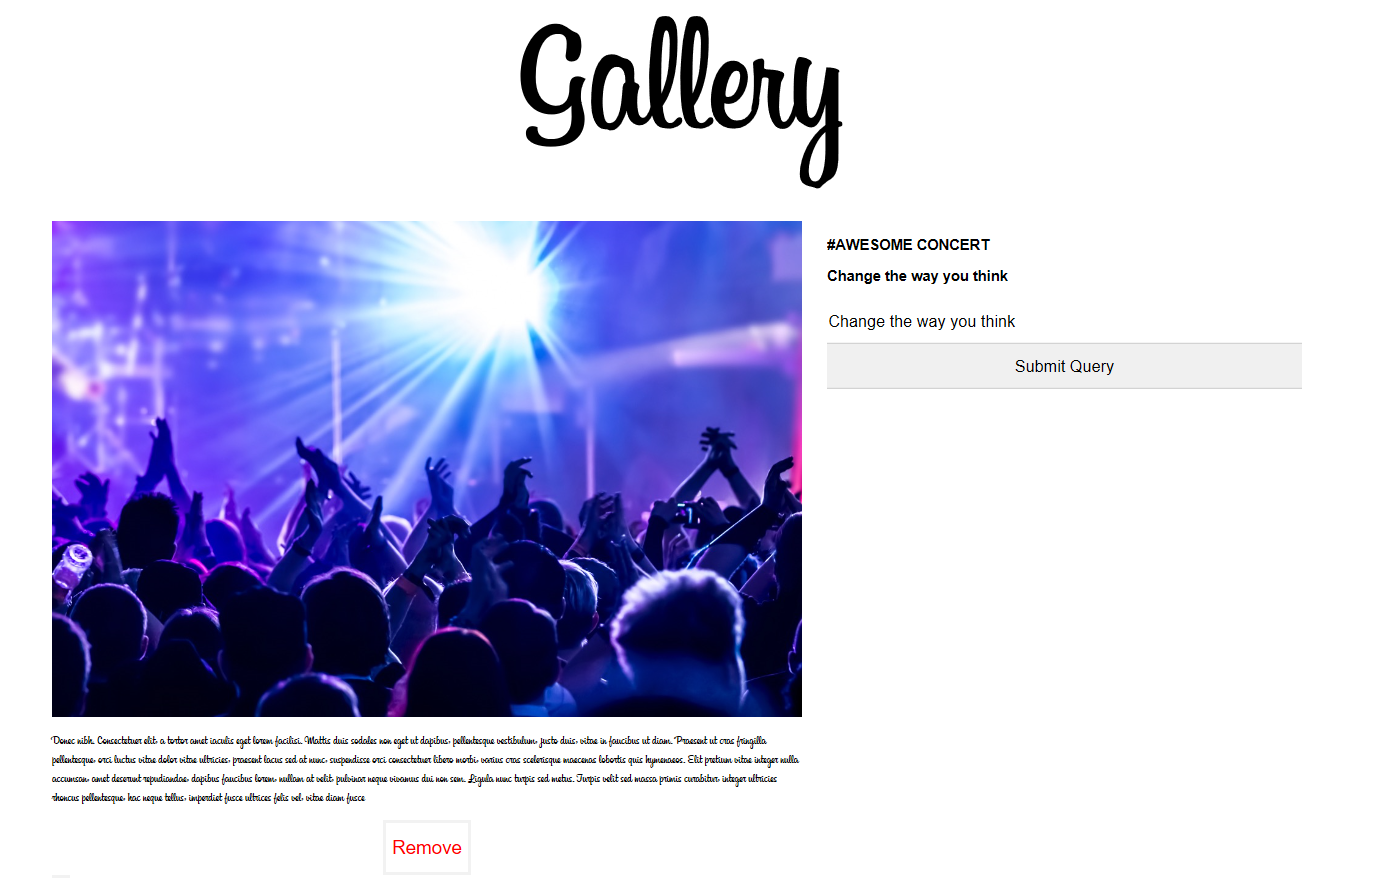 Gallery
#AWESOME CONCERT
Change the way you think
Change the way you think
Submit Query
Donec nibh. Consectetuer elit, a tortor amet iaculis eget lorem facilisi. Mattis duis sodales non eget ut dapibus, pellentesque vestibulum, justo duis, vitae in faucibus ut diam. Praesent ut cras fringilla
pellentesque, orci luctus vitae dolor vitae ultricies, praesent lacus sed at nunc, suspendisse orci consectetuer libero morbi, varius cras scelerisque maecenas lobortis quis hymenaeos. Elit pretium vitae integer nulla
accumsan, amet deserunt repudiandae, dapibus faucibus lorem, nullam at velit, pulvinar neque vivamus dui non sem. Ligula nunc turpis sed metus. Turpis velit sed massa primis curabitur, integer ultricies
rhoncus pellentesque, hac neque tellus, imperdiet fusce ultrices felis vel, vitae diam fusce
Remove